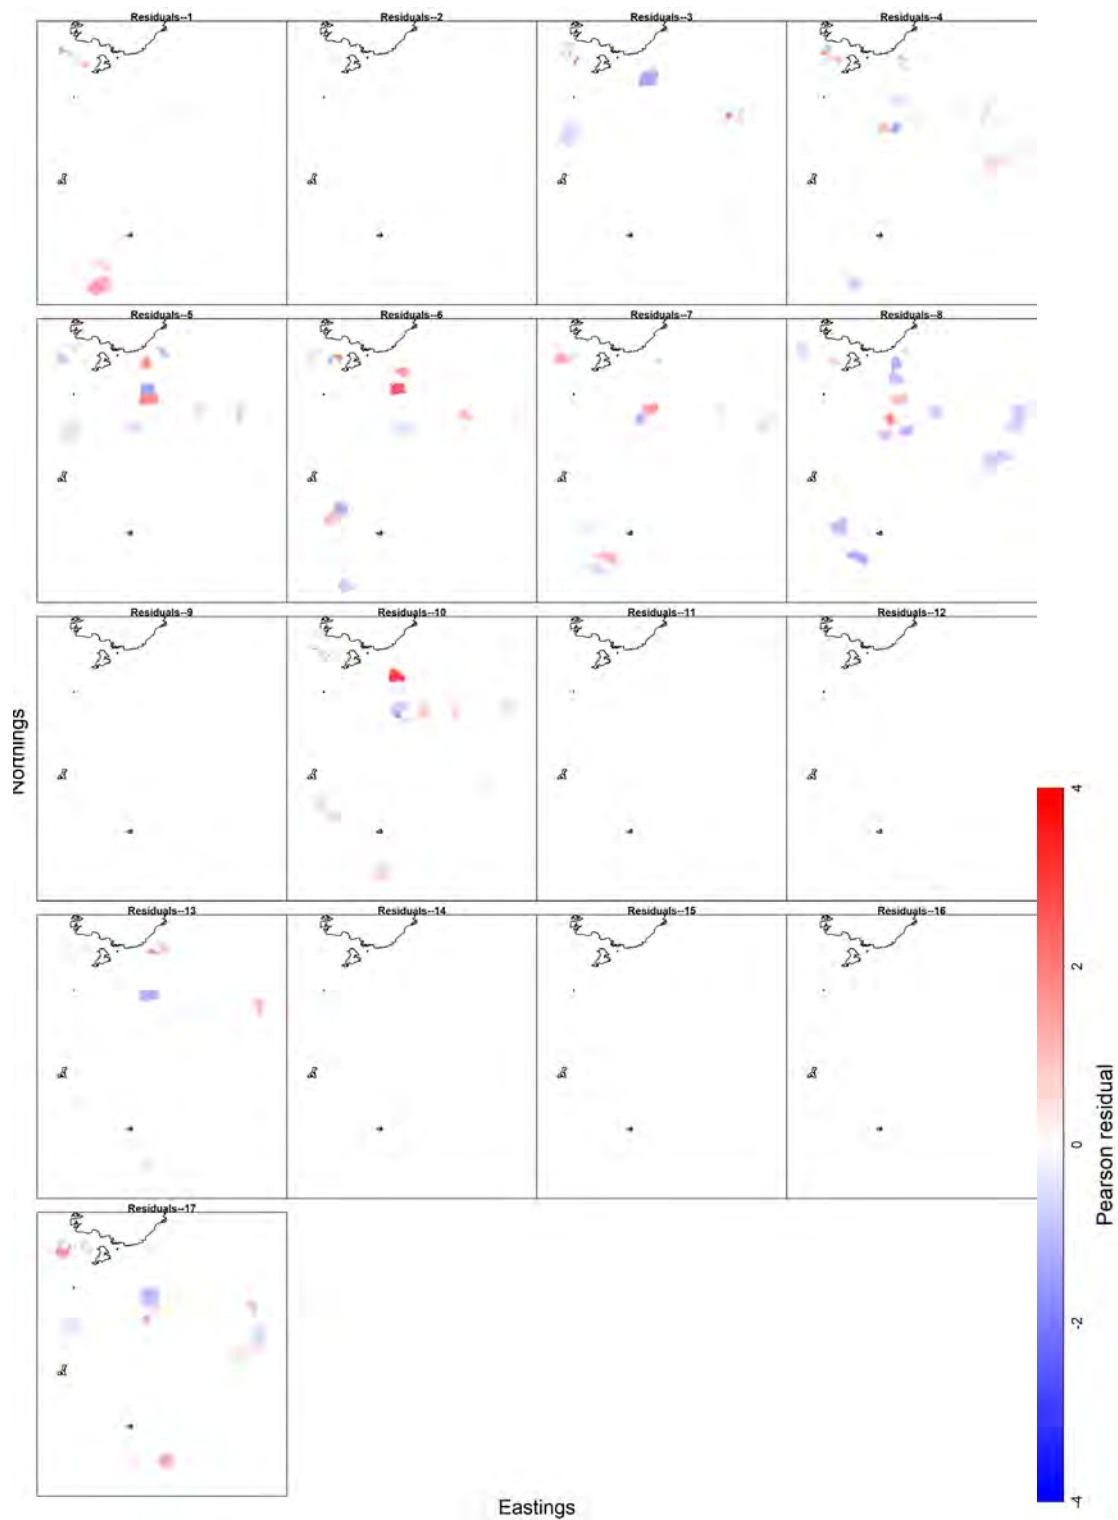 Residuals--1
Residuals--2
Residuals--3
Residuals--4
Residuals--5
Residuals--6
Residuals--7
Residuals--8
Residuals--9
Residuals--10
Residuals--11
Residuals--12
Northings
Residuals--13
Residuals--14
Residuals--15
Residuals--16
Residuals--17
4
2
0
-2
-4
Pearson residual
Eastings